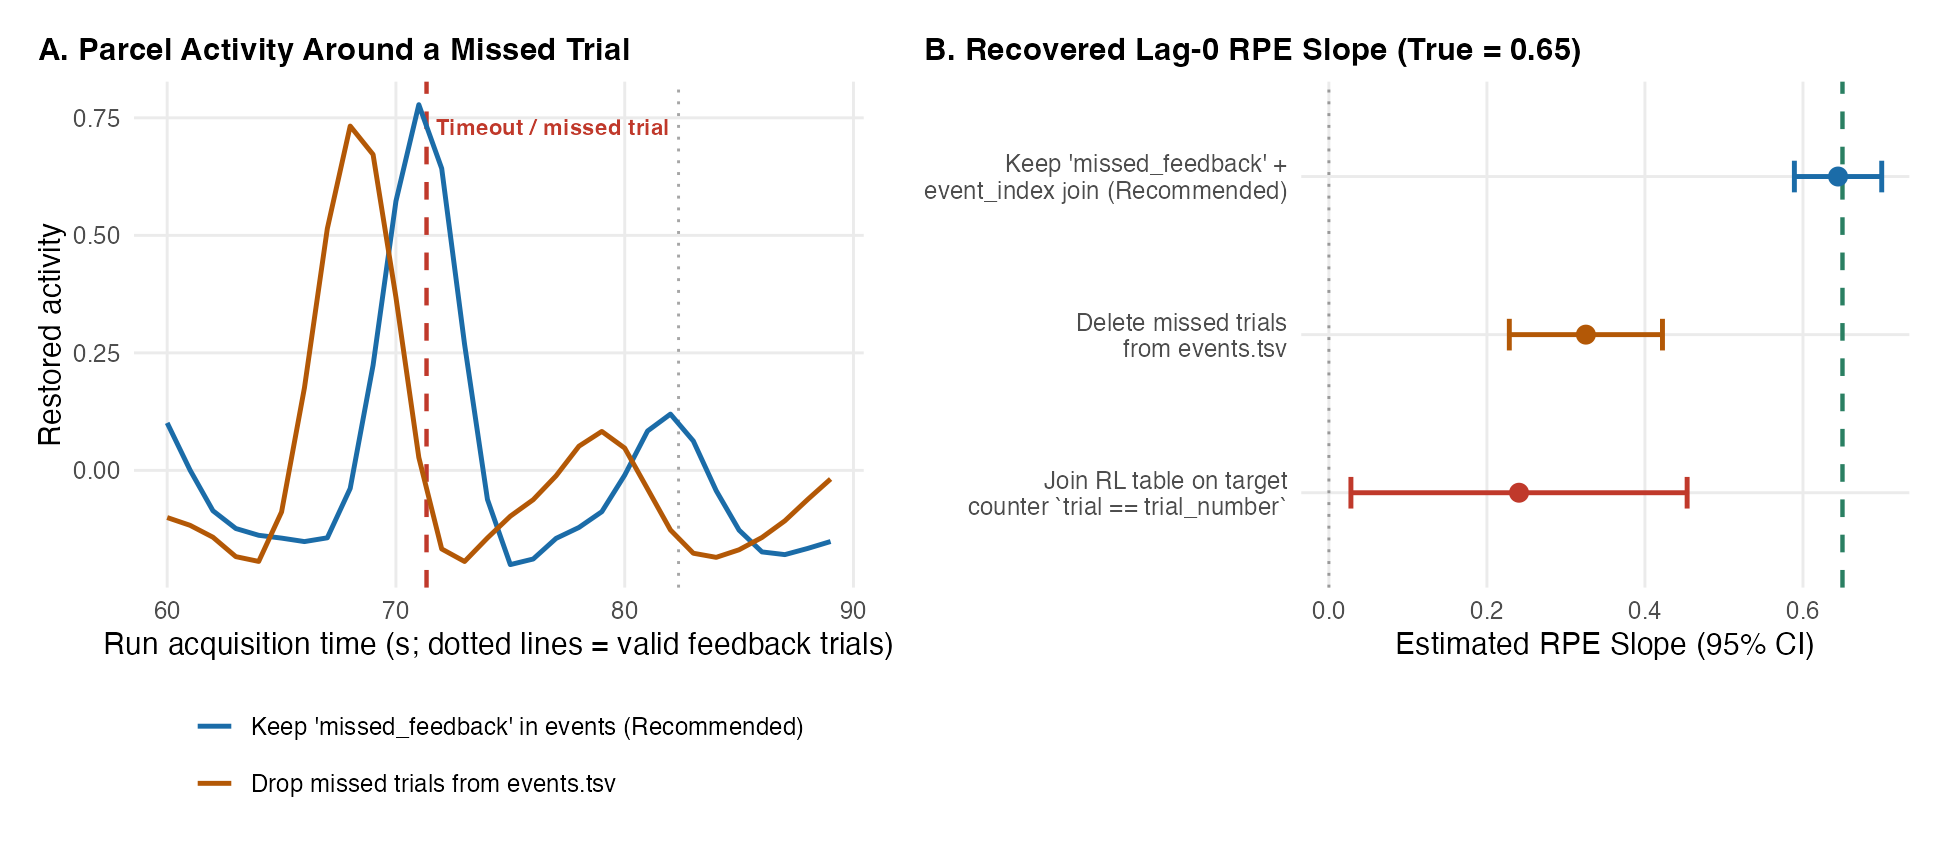 A. Parcel Activity Around a Missed Trial
0.75
0.50
0.25
0.00
Restored activity
Timeout / missed trial
60
70
80
90
Run acquisition time (s; dotted lines = valid feedback trials)
Keep 'missed_feedback' in events (Recommended)
Drop missed trials from events.tsv
B. Recovered Lag-0 RPE Slope (True = 0.65)
Keep 'missed_feedback' +
event_index join (Recommended)
Delete missed trials
from events.tsv
Join RL table on target
counter `trial == trial_number`
0.0
0.2
0.4
0.6
Estimated RPE Slope (95% CI)